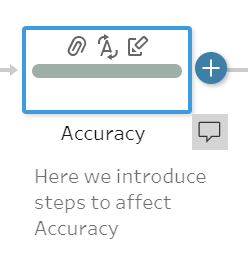 Accuracy
Here we introduce
steps to affect
Accuracy